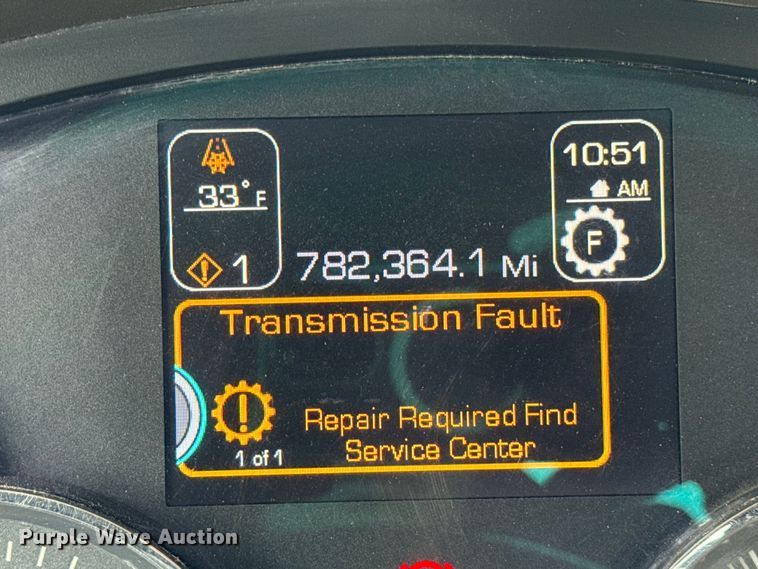 33° F
1
10:51
AM
F
782,364.1 Mi
Transmission Fault
Repair Required Find
Service Center
1 of 1
Purple Wave Auction